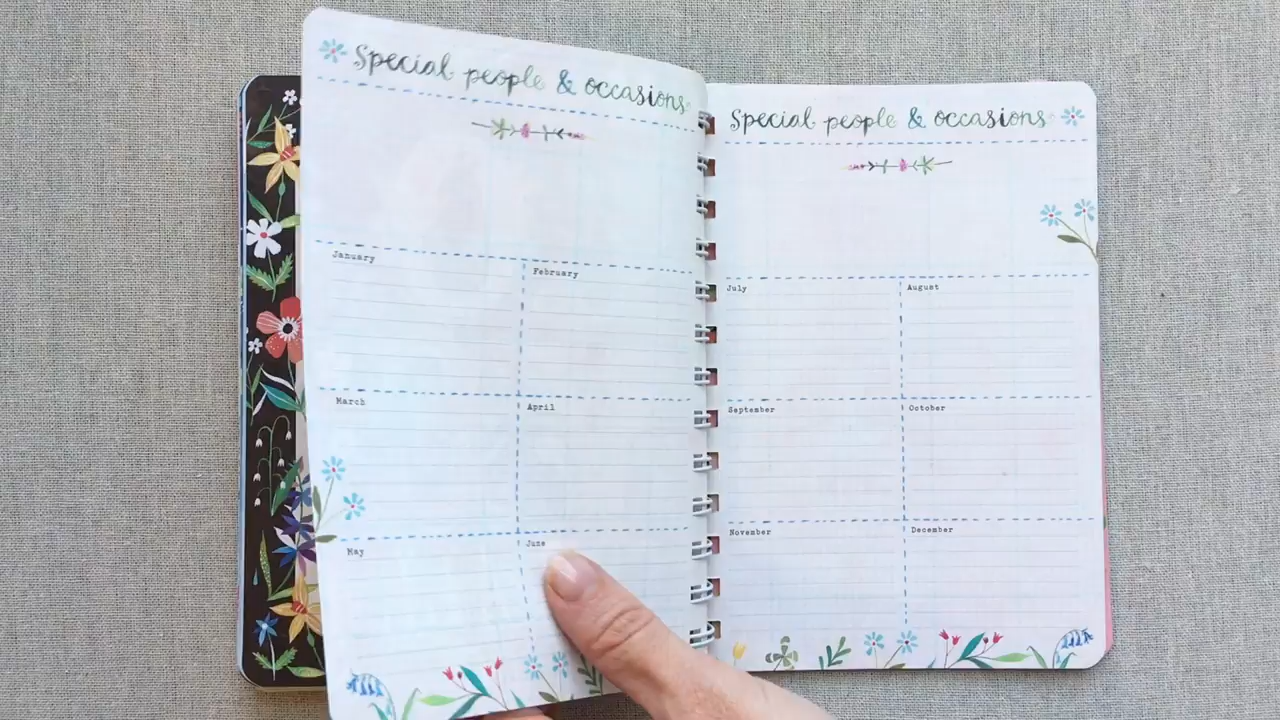 Special people & occasions
January
February
March
April
May
June
Special people & occasions
July
August
September
October
November
December